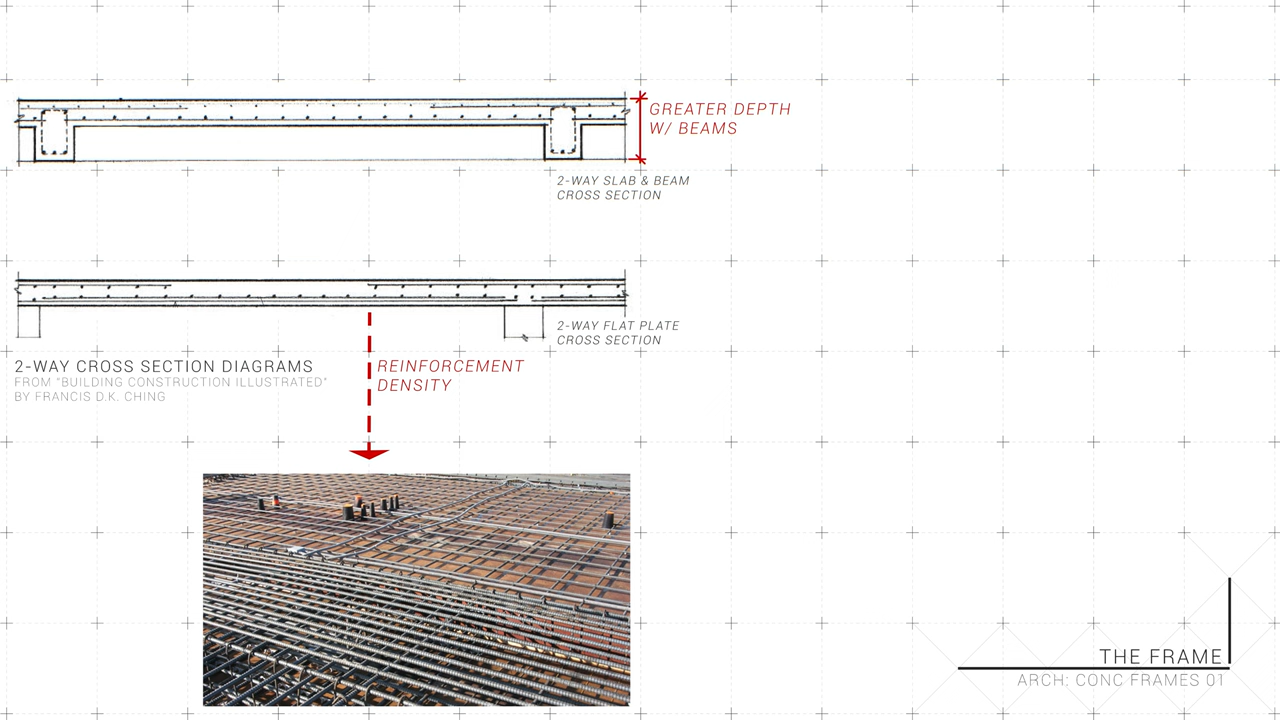 GREATER DEPTH
W/ BEAMS
2-WAY SLAB & BEAM
CROSS SECTION
2-WAY FLAT PLATE
CROSS SECTION
2-WAY CROSS SECTION DIAGRAMS
FROM "BUILDING CONSTRUCTION ILLUSTRATED"
BY FRANCIS D.K. CHING
REINFORCEMENT
DENSITY
THE FRAME
ARCH: CONC FRAMES 01